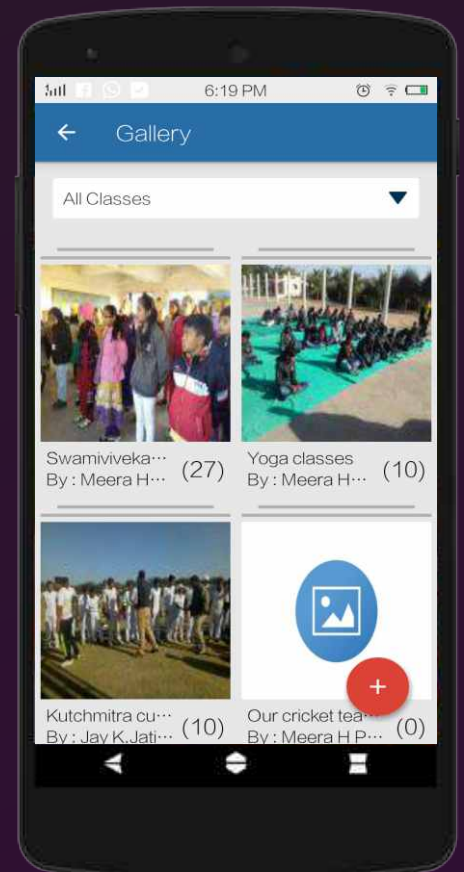 6:19 PM
Gallery
All Classes
Swamiviveka…
By : Meera H…
(27)
Yoga classes
By : Meera H…
(10)
Kutchmitra cu…
By : Jay K.Jati…
(10)
Our cricket tea…
By : Meera H P…
(0)